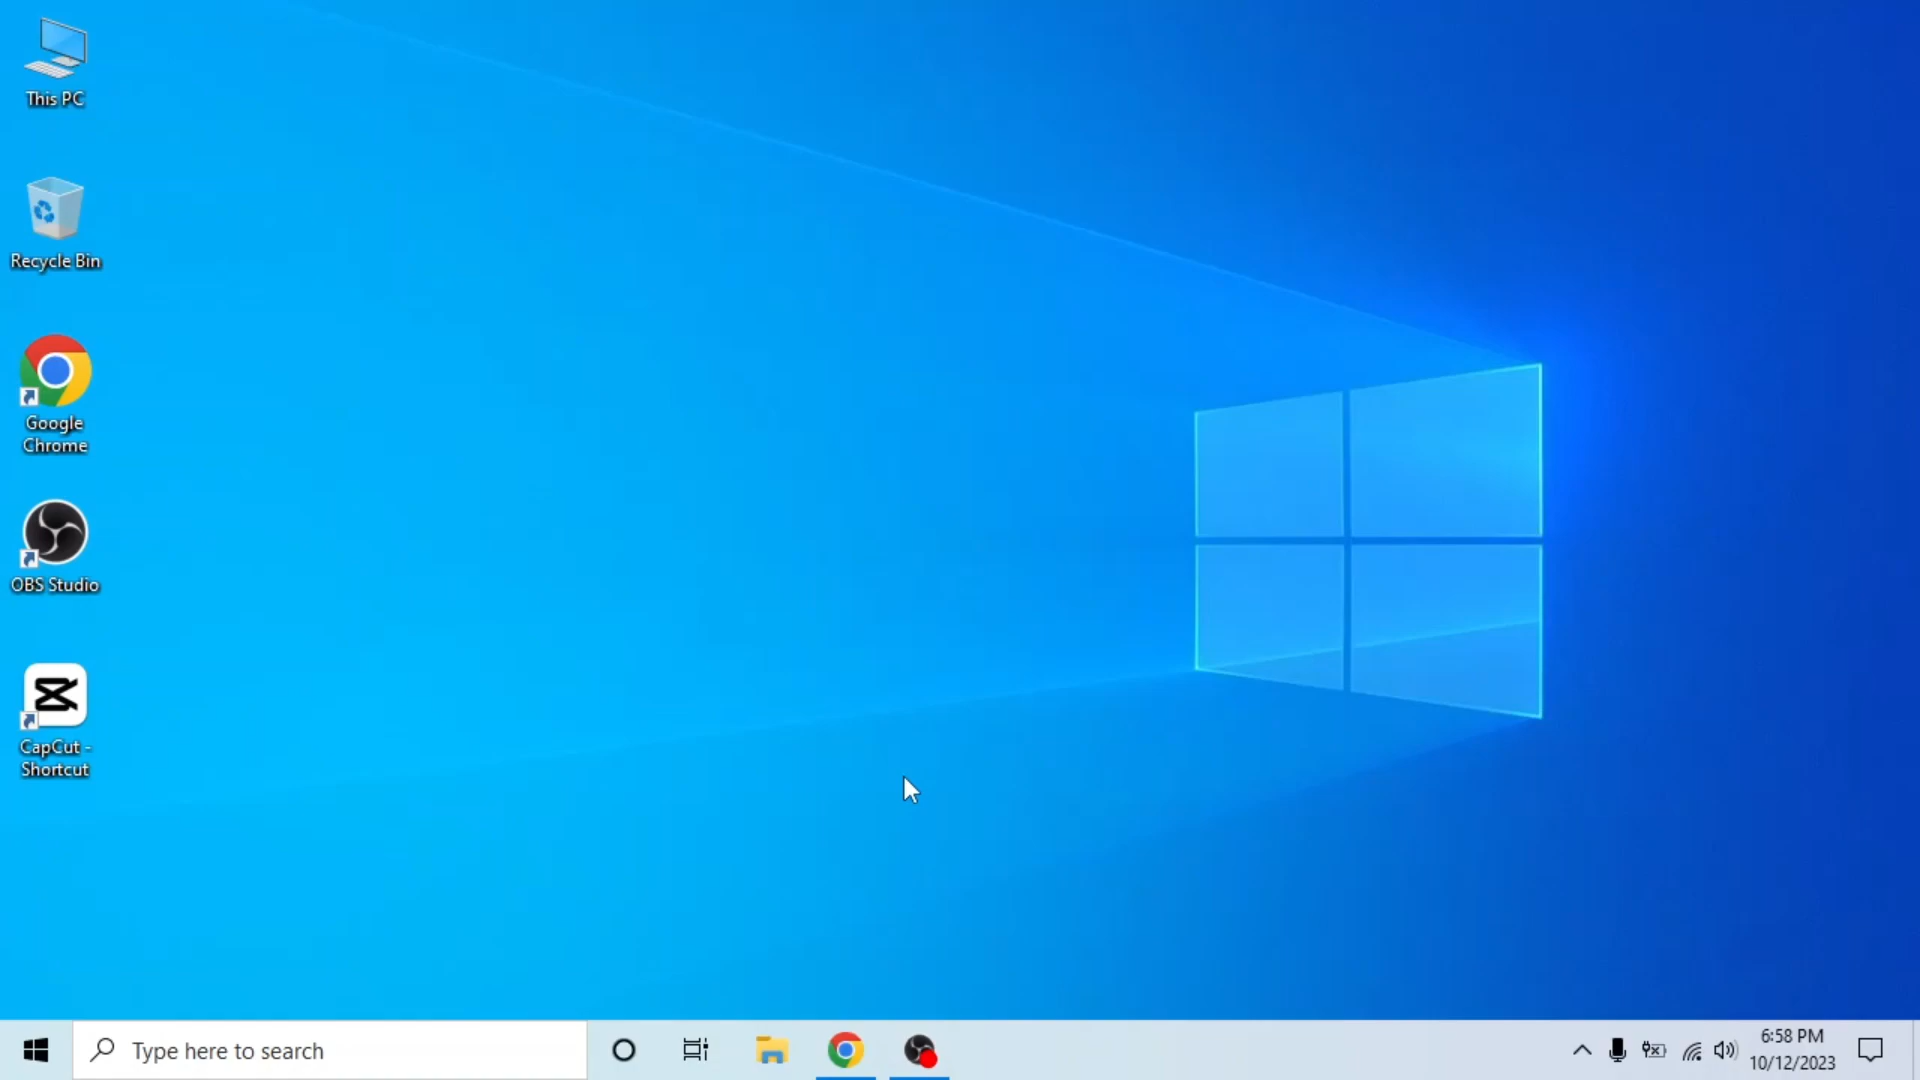 This PC
Recycle Bin
Google
Chrome
OBS Studio
CapCut -
Shortcut
Type here to search
6:58 PM
10/12/2023